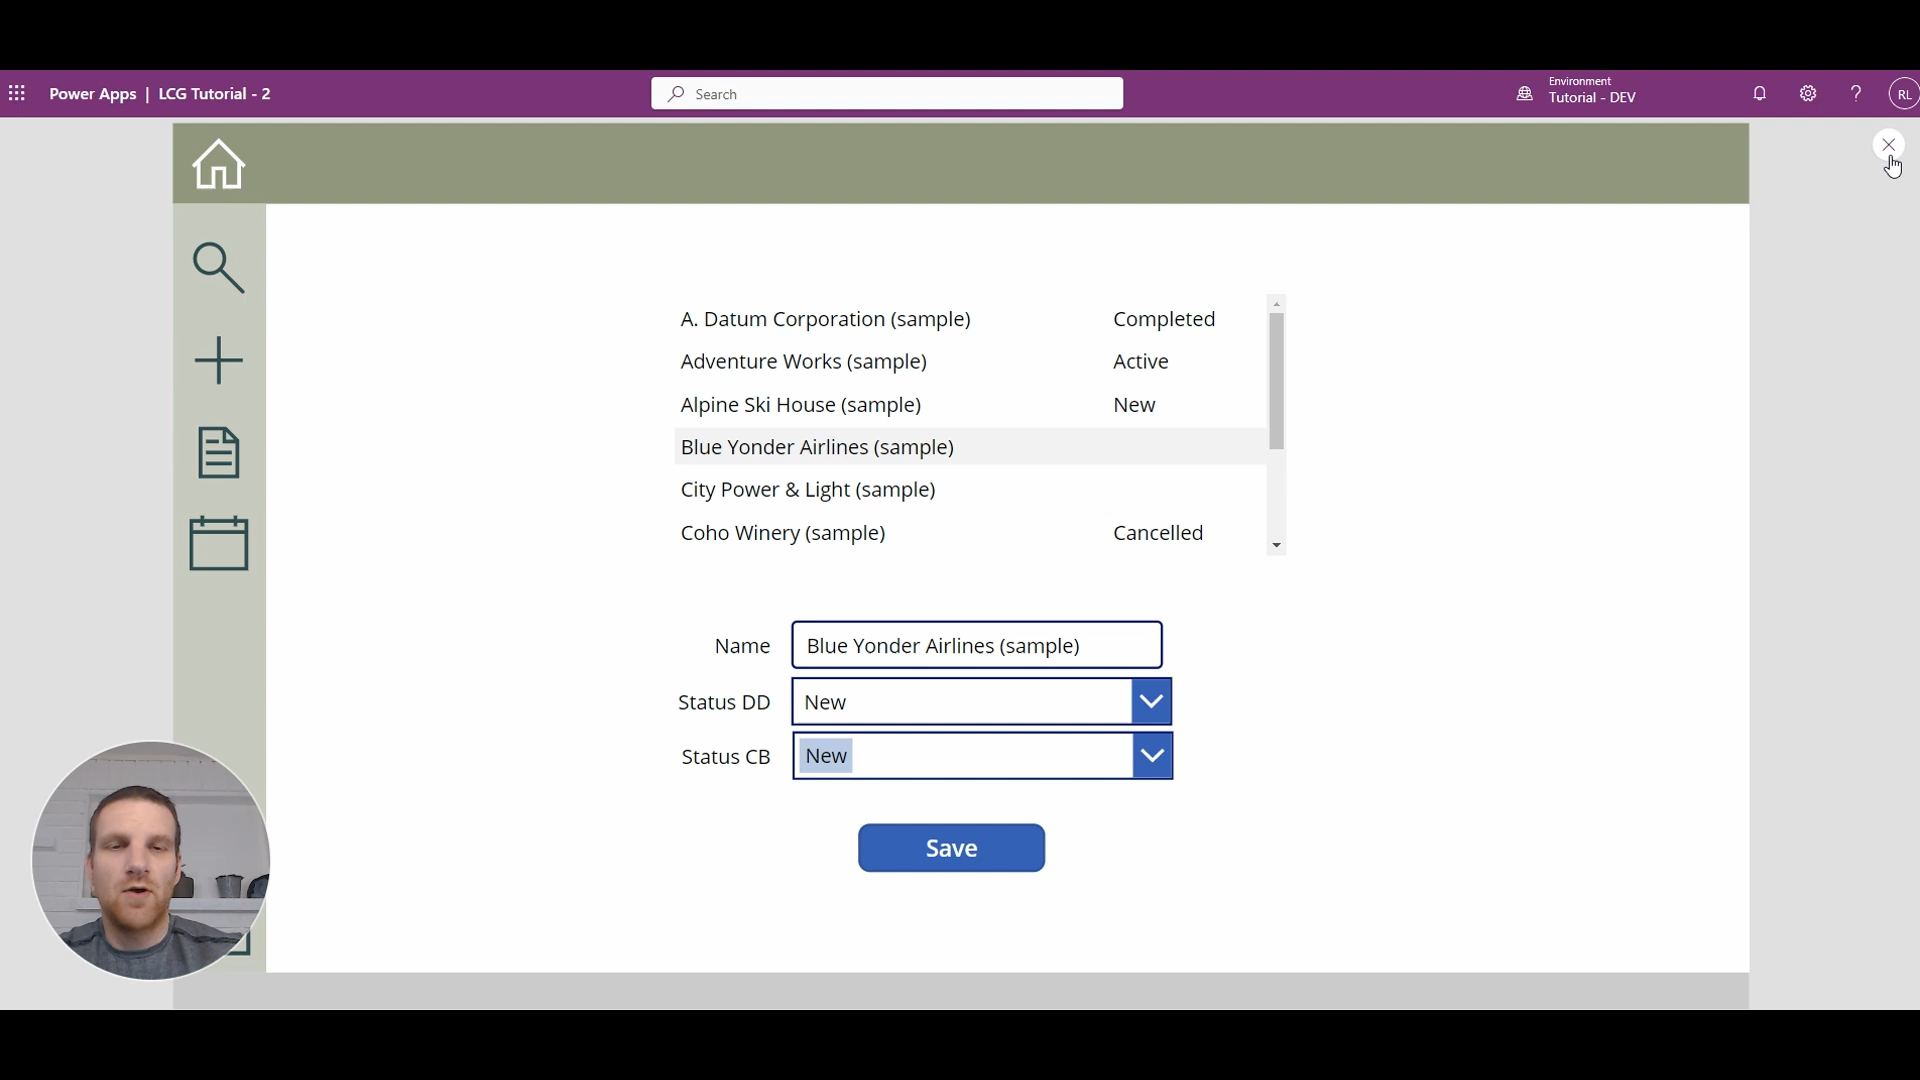 Power Apps | LCG Tutorial - 2
Search
Environment
Tutorial - DEV
?
RL
A. Datum Corporation (sample) Completed
Adventure Works (sample) Active
Alpine Ski House (sample) New
Blue Yonder Airlines (sample)
City Power & Light (sample)
Coho Winery (sample) Cancelled
Name Blue Yonder Airlines (sample)
Status DD New
Status CB New
Save